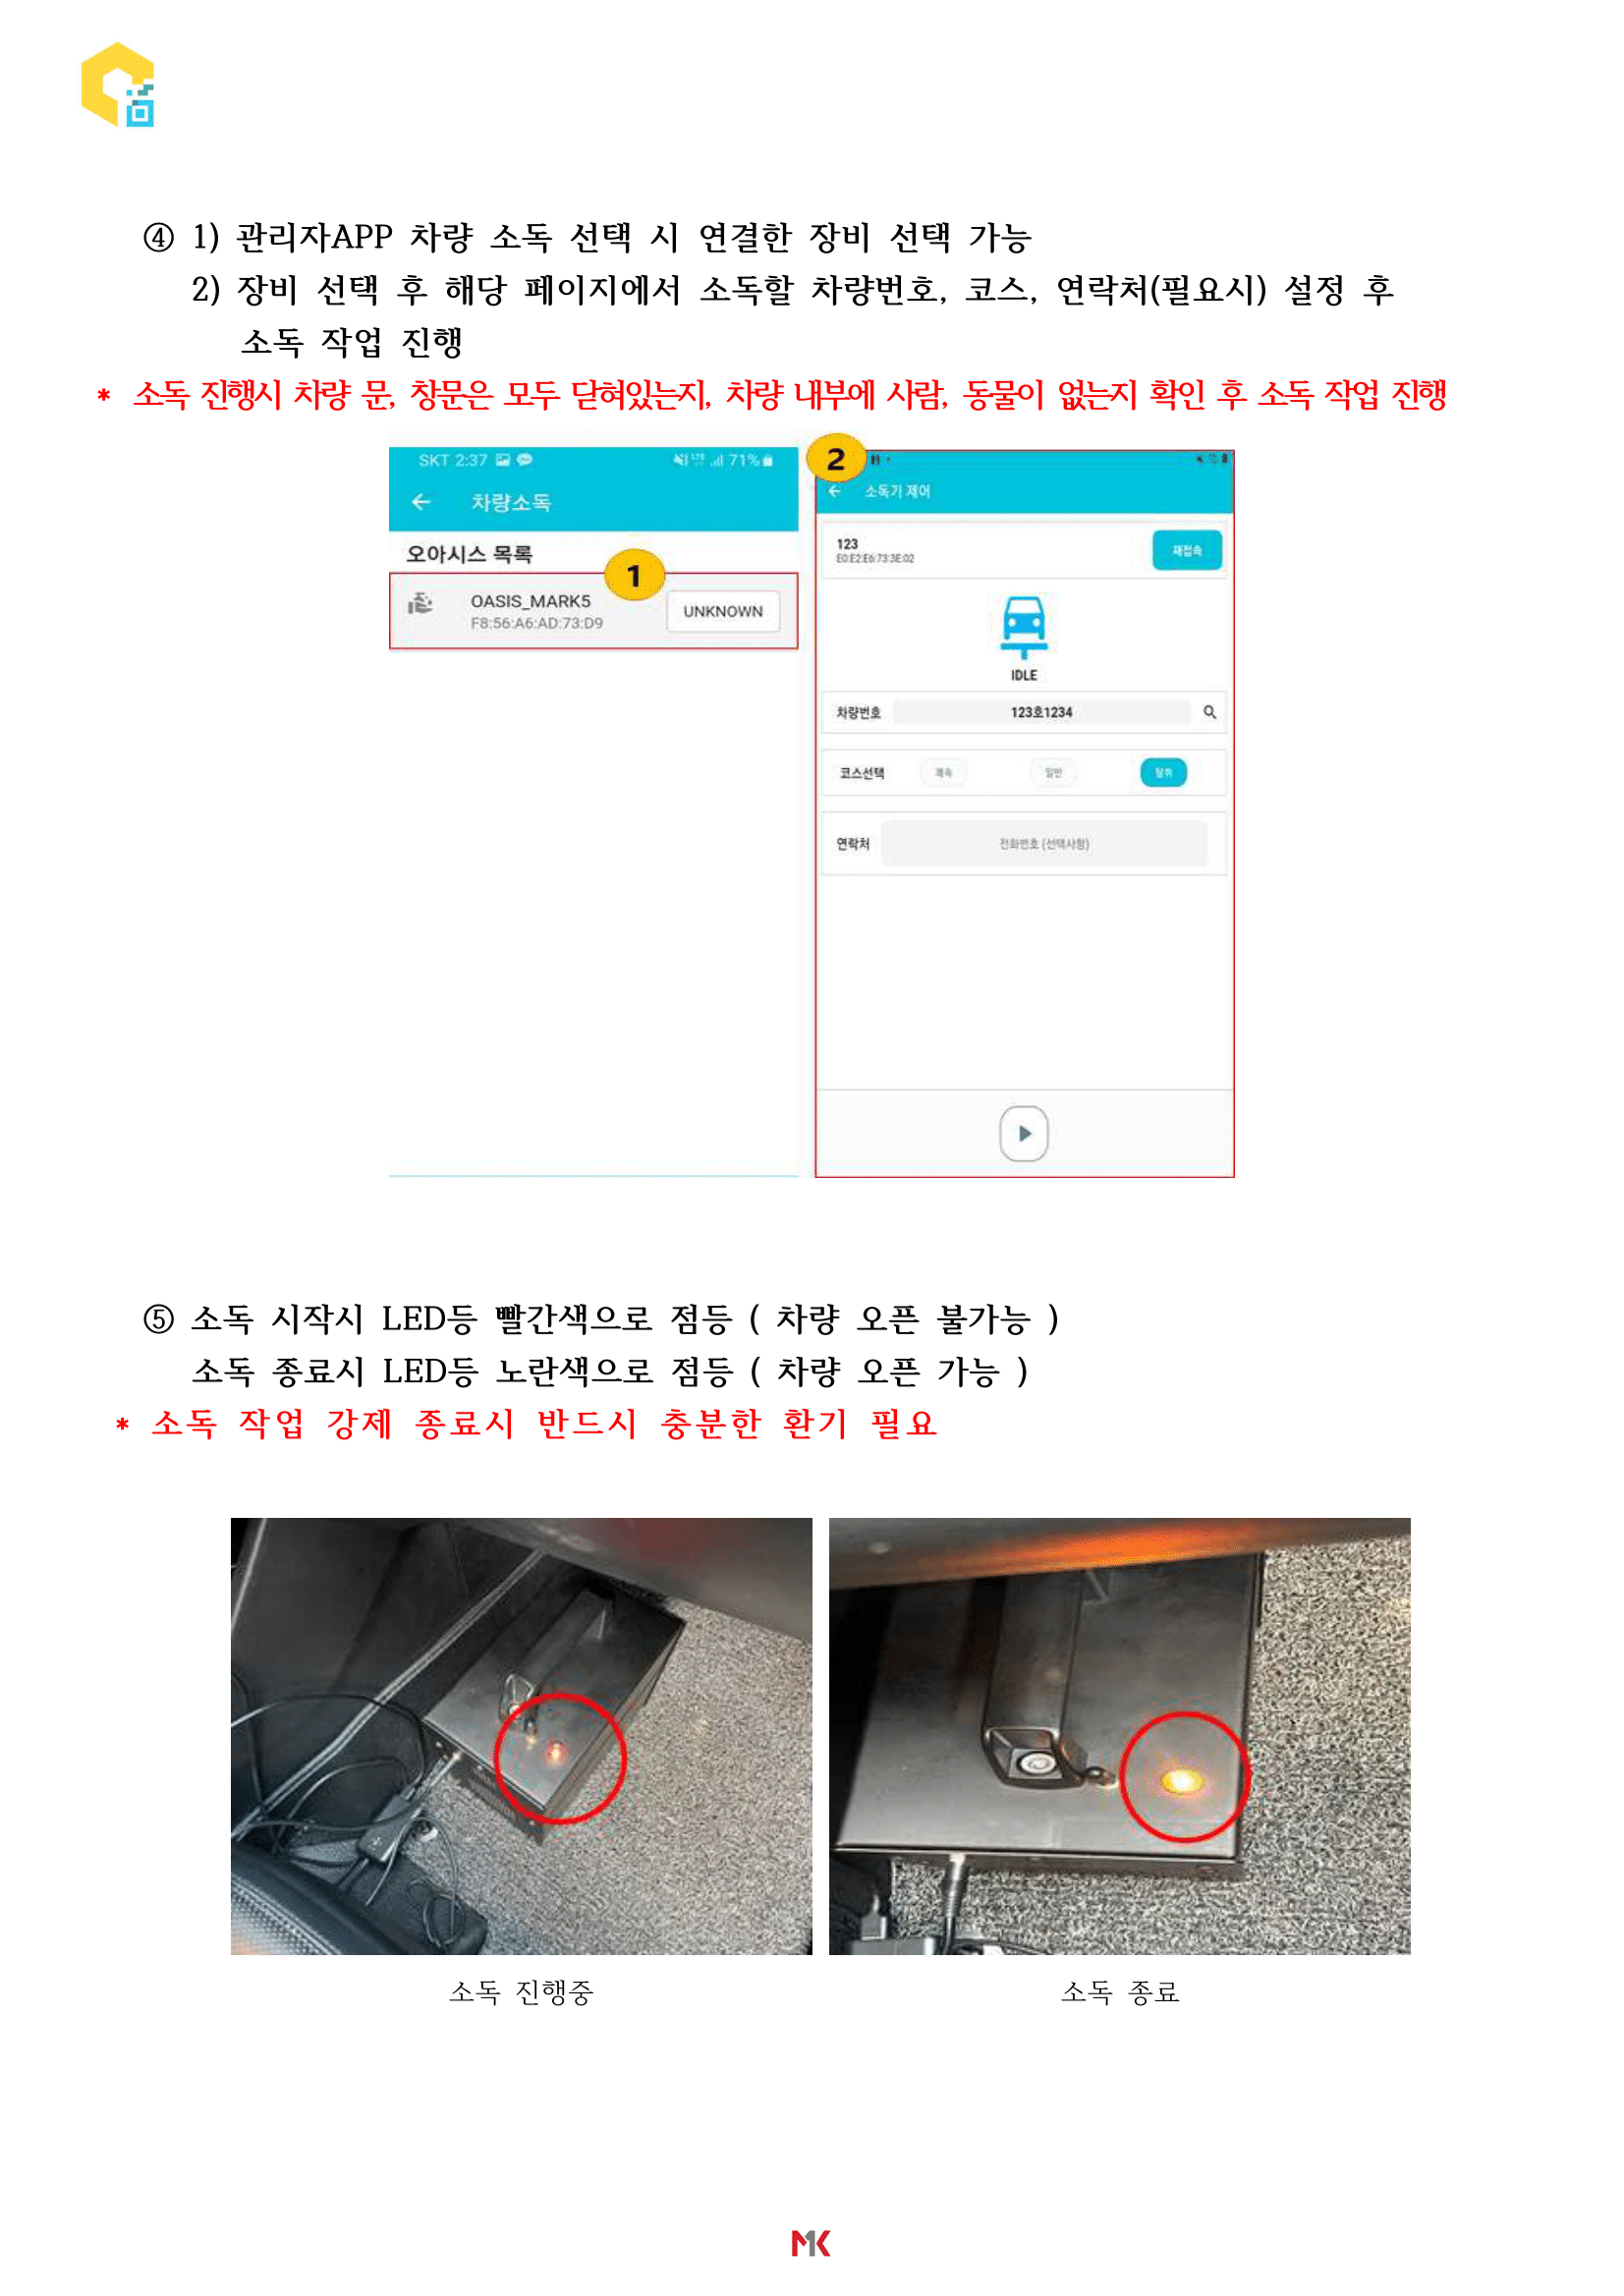 ④ 1) 관리자APP 차량 소독 선택 시 연결한 장비 선택 가능
2) 장비 선택 후 해당 페이지에서 소독할 차량번호, 코스, 연락처(필요시) 설정 후
소독 작업 진행
* 소독 진행시 차량 문, 창문은 모두 닫혀있는지, 차량 내부에 사람, 동물이 없는지 확인 후 소독 작업 진행
SKT 2:37 71%
차량소독
오아시스 목록
1
OASIS_MARK5
F8:56:A6:AD:73:D9
UNKNOWN
2
소독기 제어
123
E0:E2:E6:73:3E:02
재접속
IDLE
차량번호 123호1234
코스선택 쾌속 일반 탈취
연락처 전화번호 (선택사항)
⑤ 소독 시작시 LED등 빨간색으로 점등 ( 차량 오픈 불가능 )
소독 종료시 LED등 노란색으로 점등 ( 차량 오픈 가능 )
* 소독 작업 강제 종료시 반드시 충분한 환기 필요
소독 진행중
소독 종료
MK